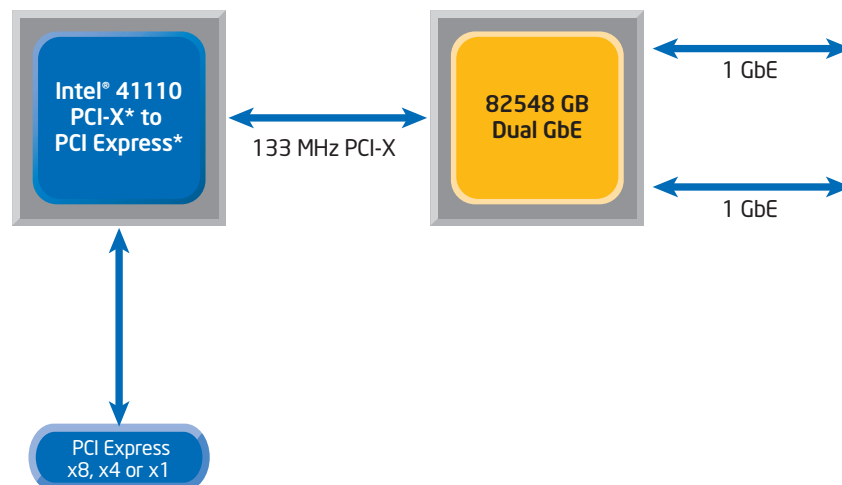 Intel® 41110
PCI-X* to
PCI Express*
133 MHz PCI-X
82548 GB
Dual GbE
1 GbE
1 GbE
PCI Express
x8, x4 or x1